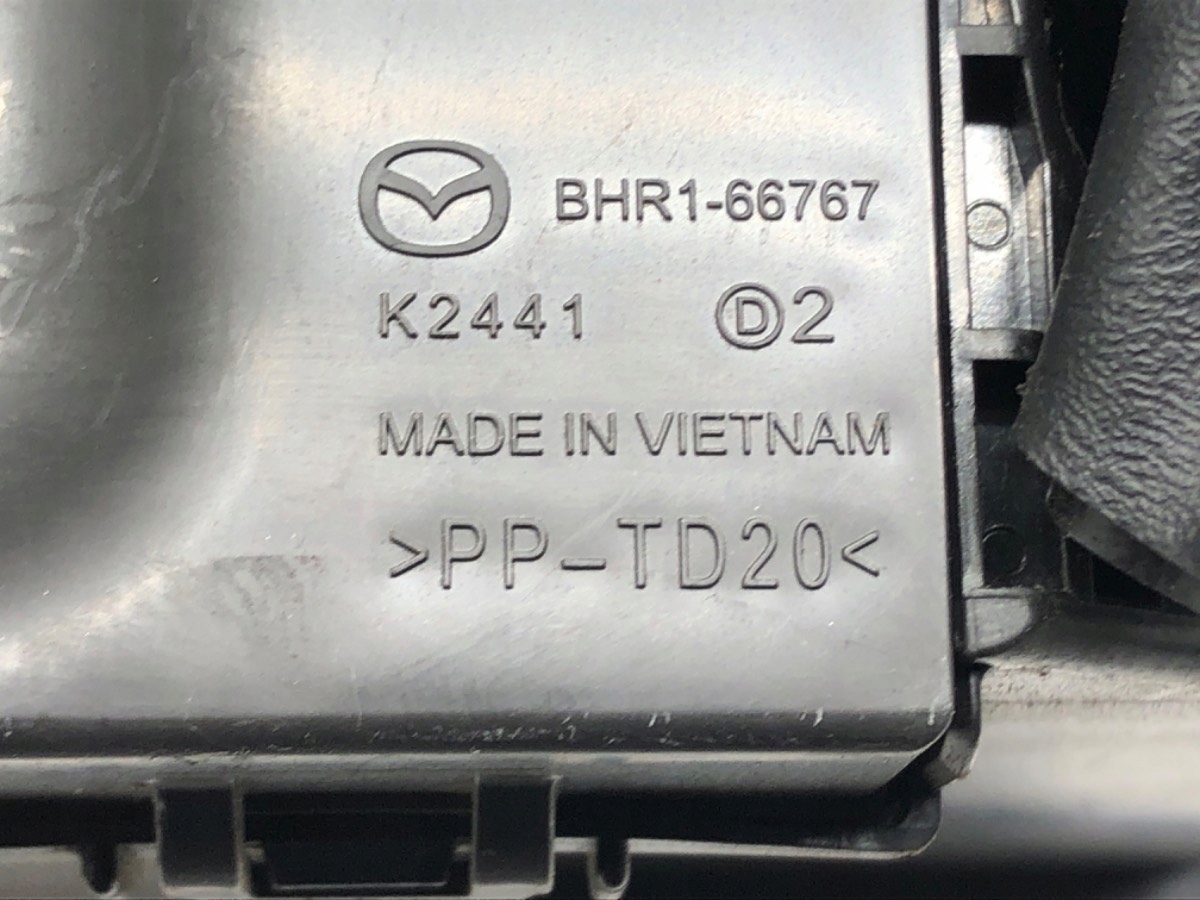 BHR1-66767
K2441 Ⓓ2
MADE IN VIETNAM
>PP-TD20<